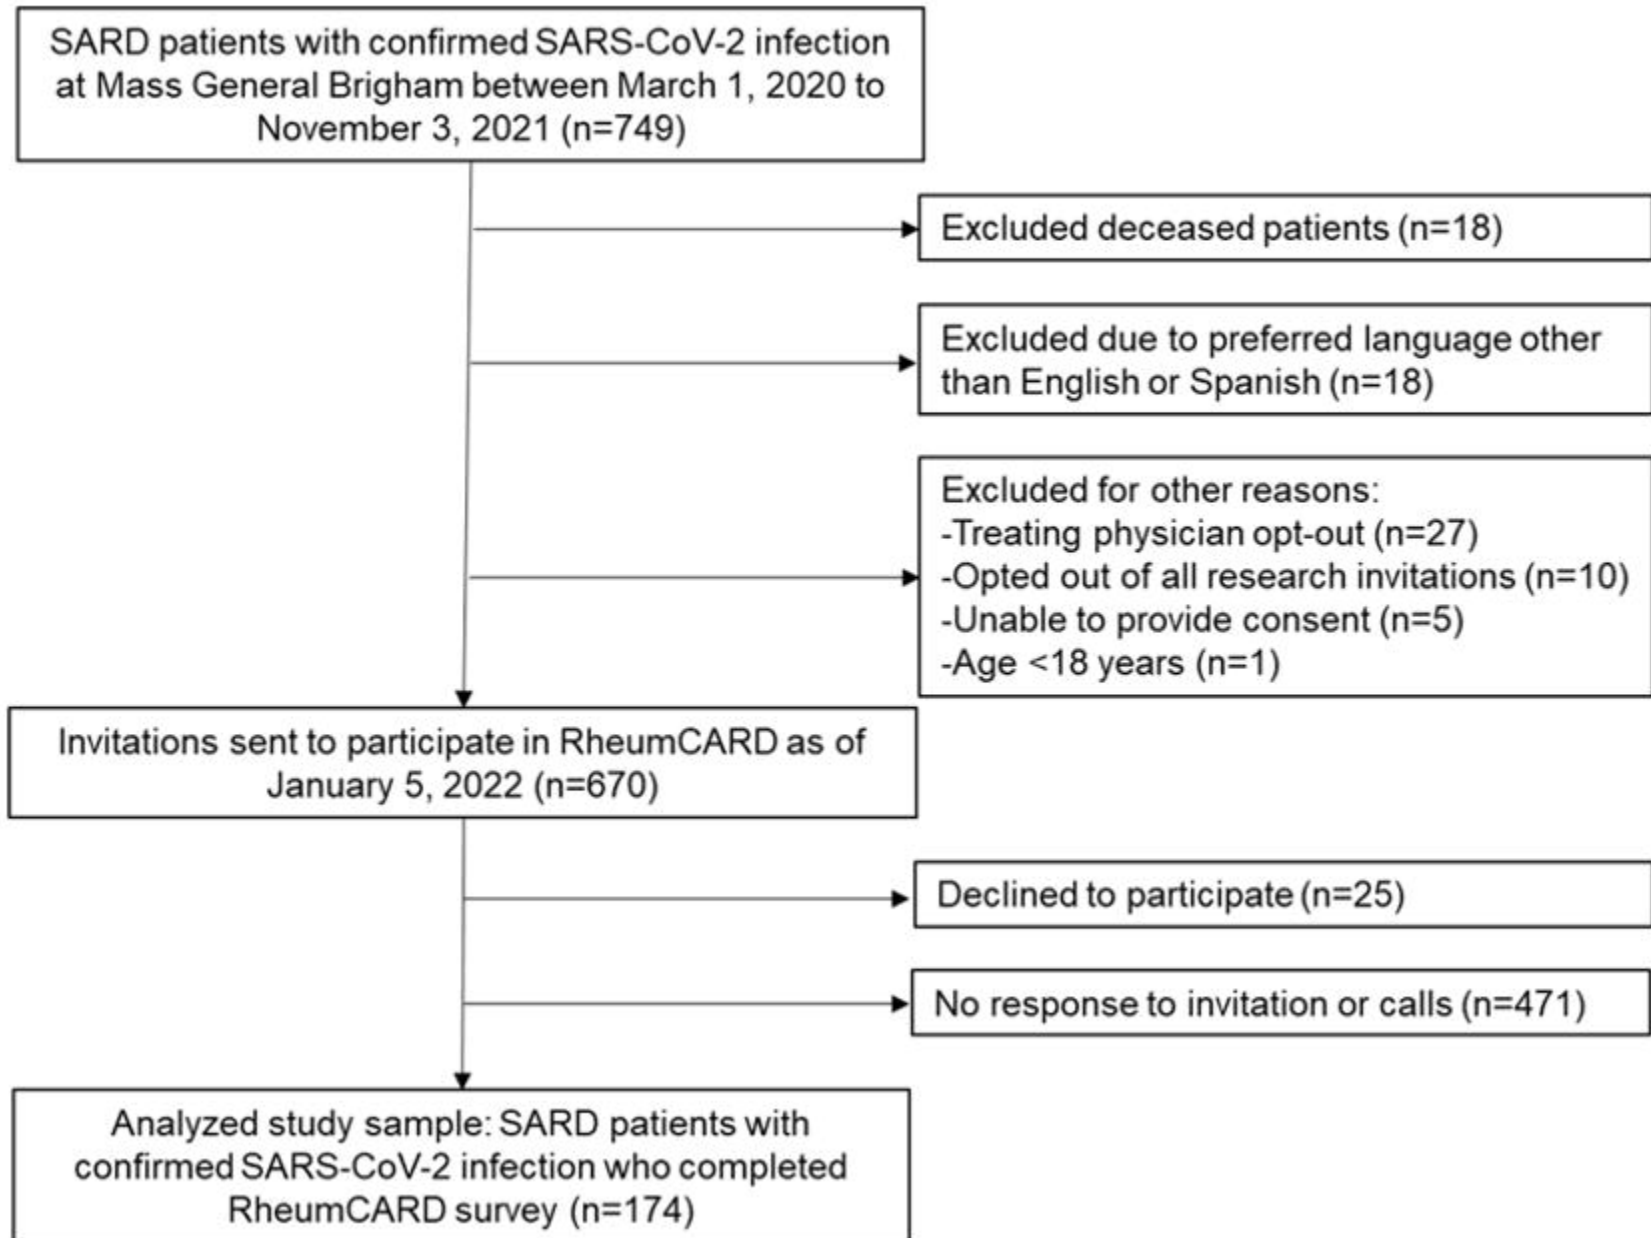 SARD patients with confirmed SARS-CoV-2 infection
at Mass General Brigham between March 1, 2020 to
November 3, 2021 (n=749)
Excluded deceased patients (n=18)
Excluded due to preferred language other
than English or Spanish (n=18)
Excluded for other reasons:
-Treating physician opt-out (n=27)
-Opted out of all research invitations (n=10)
-Unable to provide consent (n=5)
-Age <18 years (n=1)
Invitations sent to participate in RheumCARD as of
January 5, 2022 (n=670)
Declined to participate (n=25)
No response to invitation or calls (n=471)
Analyzed study sample: SARD patients with
confirmed SARS-CoV-2 infection who completed
RheumCARD survey (n=174)